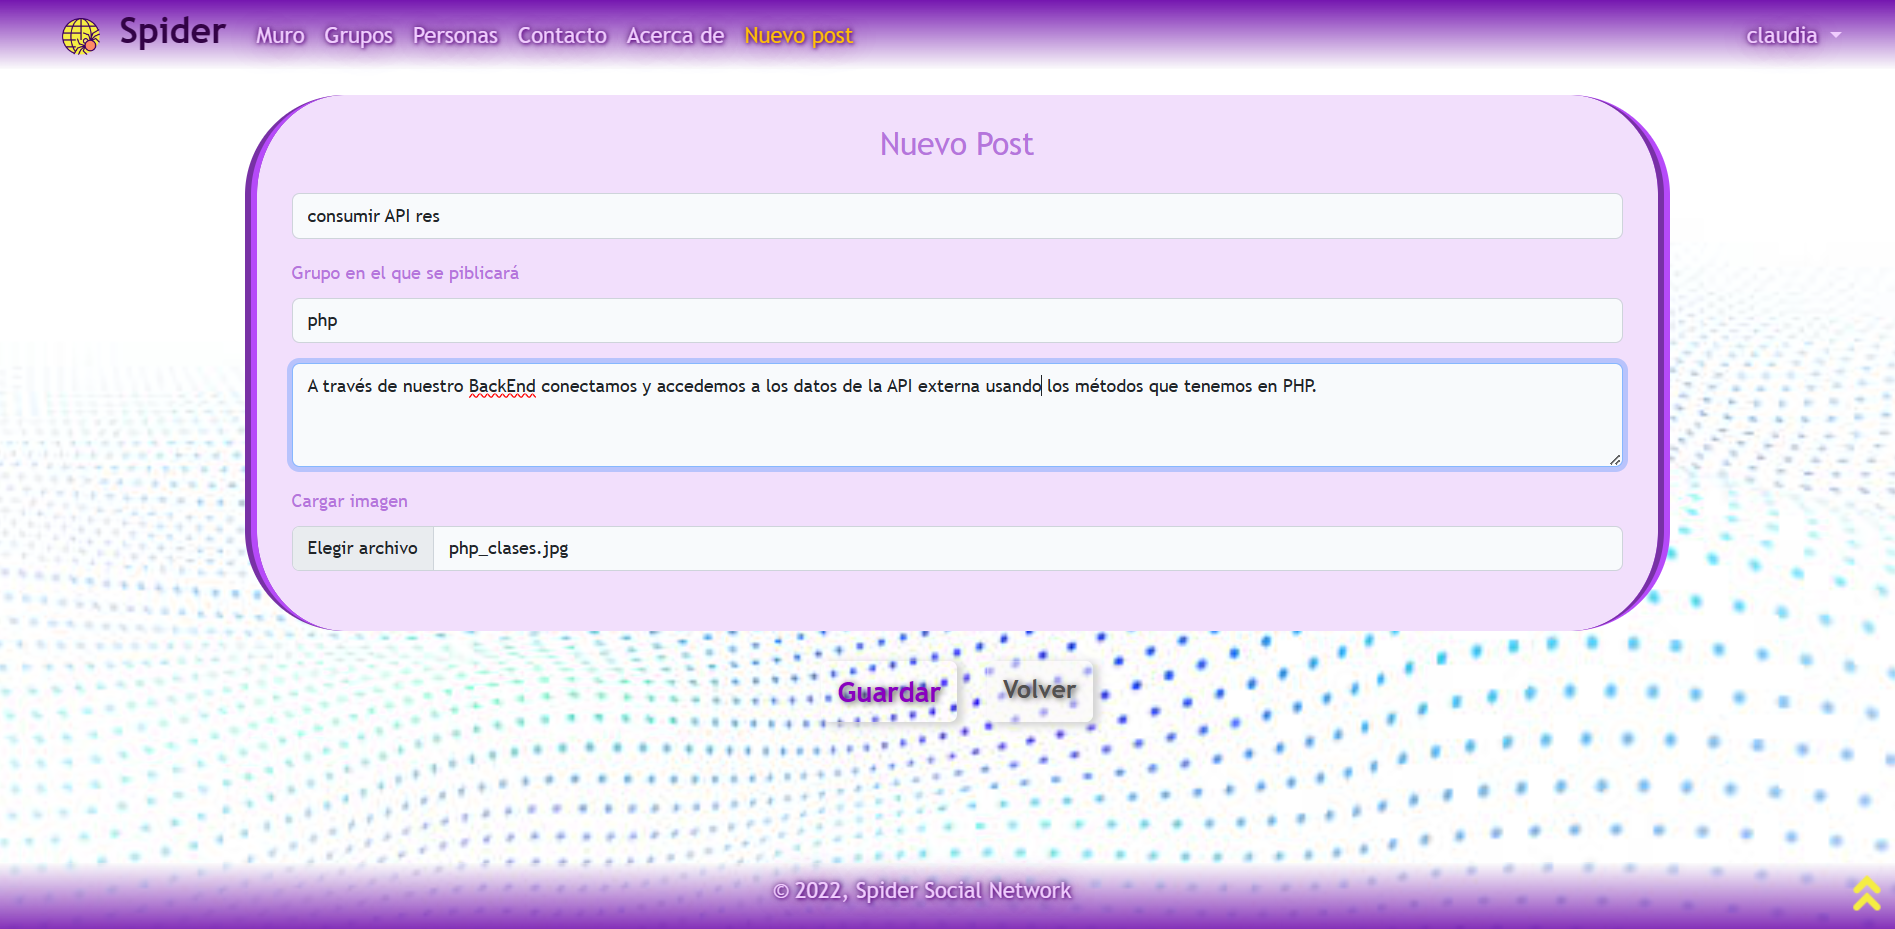 Spider Muro Grupos Personas Contacto Acerca de Nuevo post claudia
Nuevo Post
consumir API res
Grupo en el que se piblicará
php
A través de nuestro BackEnd conectamos y accedemos a los datos de la API externa usando los métodos que tenemos en PHP.
Cargar imagen
Elegir archivo php_clases.jpg
Guardar Volver
© 2022, Spider Social Network